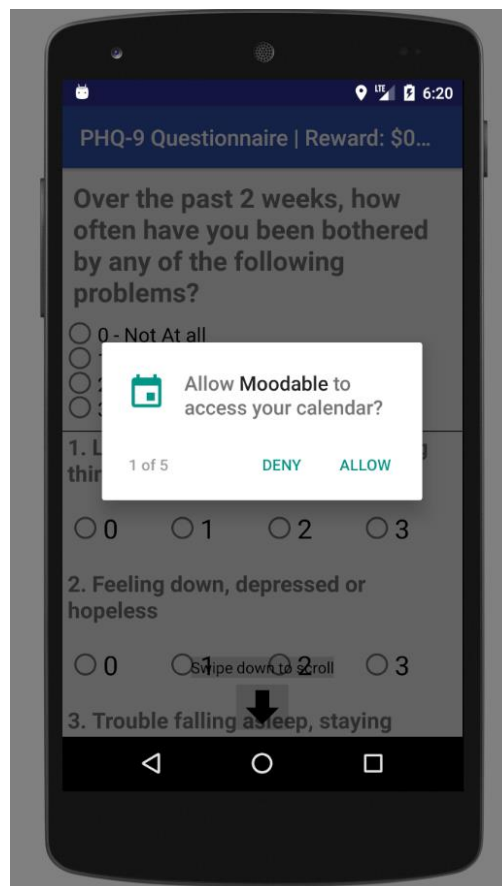 LTE 6:20
PHQ-9 Questionnaire | Reward: $0...
Over the past 2 weeks, how
often have you been bothered
by any of the following
problems?
0 - Not At all
Allow Moodable to
access your calendar?
1 of 5 DENY ALLOW
1.
0 1 2 3
2. Feeling down, depressed or
hopeless
0 1 2 3
Swipe down to scroll
3. Trouble falling asleep, staying